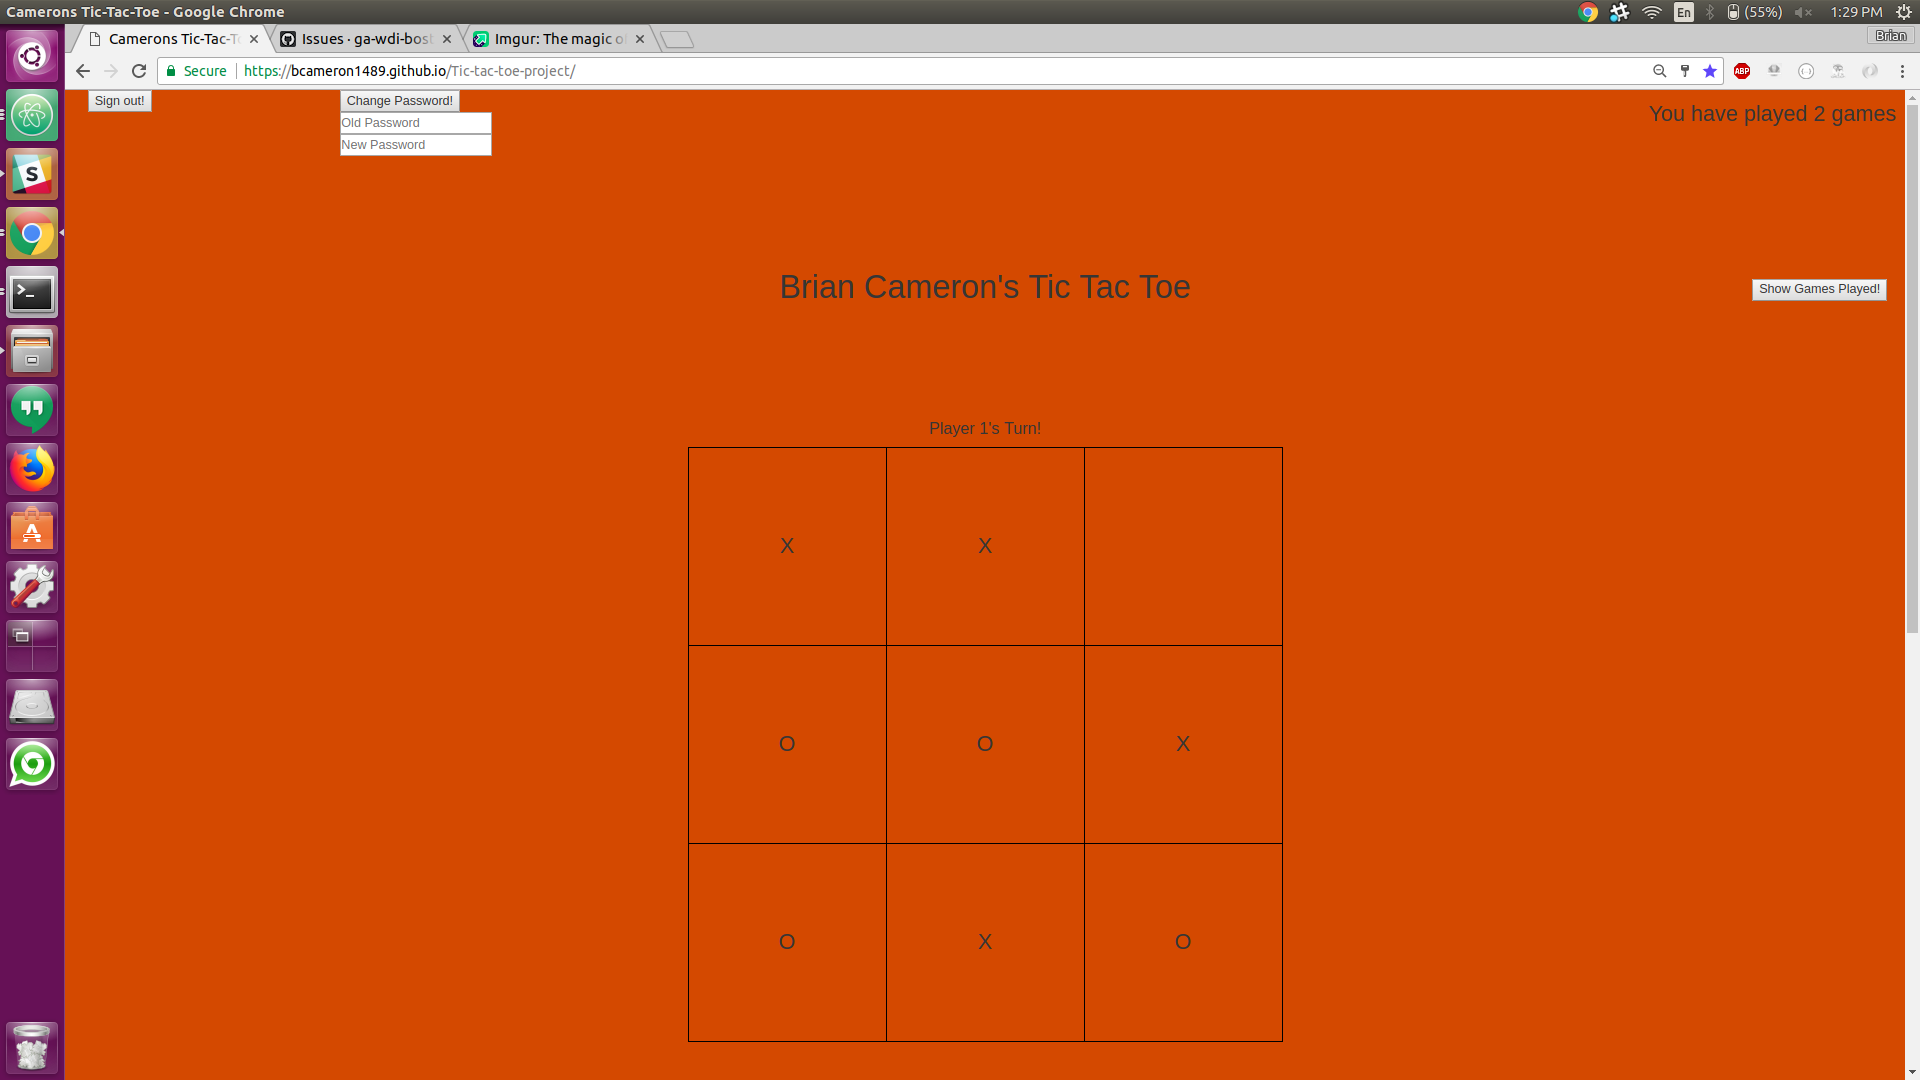 Camerons Tic-Tac-Toe - Google Chrome
En
(55%)
1:29 PM
Camerons Tic-Tac-T
Issues · ga-wdi-bost
Imgur: The magic o
Brian
Secure
https://bcameron1489.github.io/Tic-tac-toe-project/
ABP
Sign out!
Change Password!
Old Password
New Password
You have played 2 games
Brian Cameron's Tic Tac Toe
Show Games Played!
Player 1's Turn!
X X
O O X
O X O
S
A